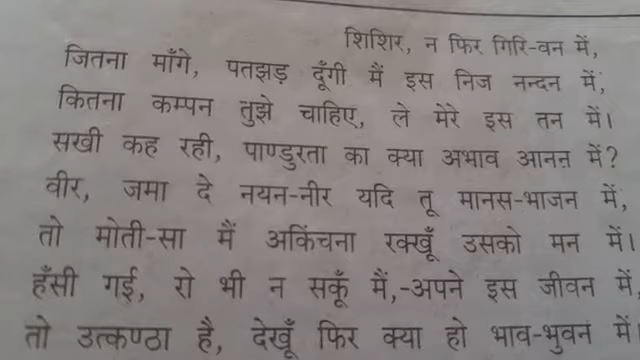 शिशिर, न फिर गिरि-वन में,
जितना माँगे, पतझड़ दूँगी मैं इस निज नन्दन में,
कितना कम्पन तुझे चाहिए, ले मेरे इस तन में।
सखी कह रही, पाण्डुरता का क्या अभाव आनन में?
वीर, जमा दे नयन-नीर यदि तू मानस-भाजन में,
तो मोती-सा मैं अकिंचना रक्खूँ उसको मन में।
हँसी गई, रो भी न सकूँ मैं,-अपने इस जीवन में,
तो उत्कण्ठा है, देखूँ फिर क्या हो भाव-भुवन में।